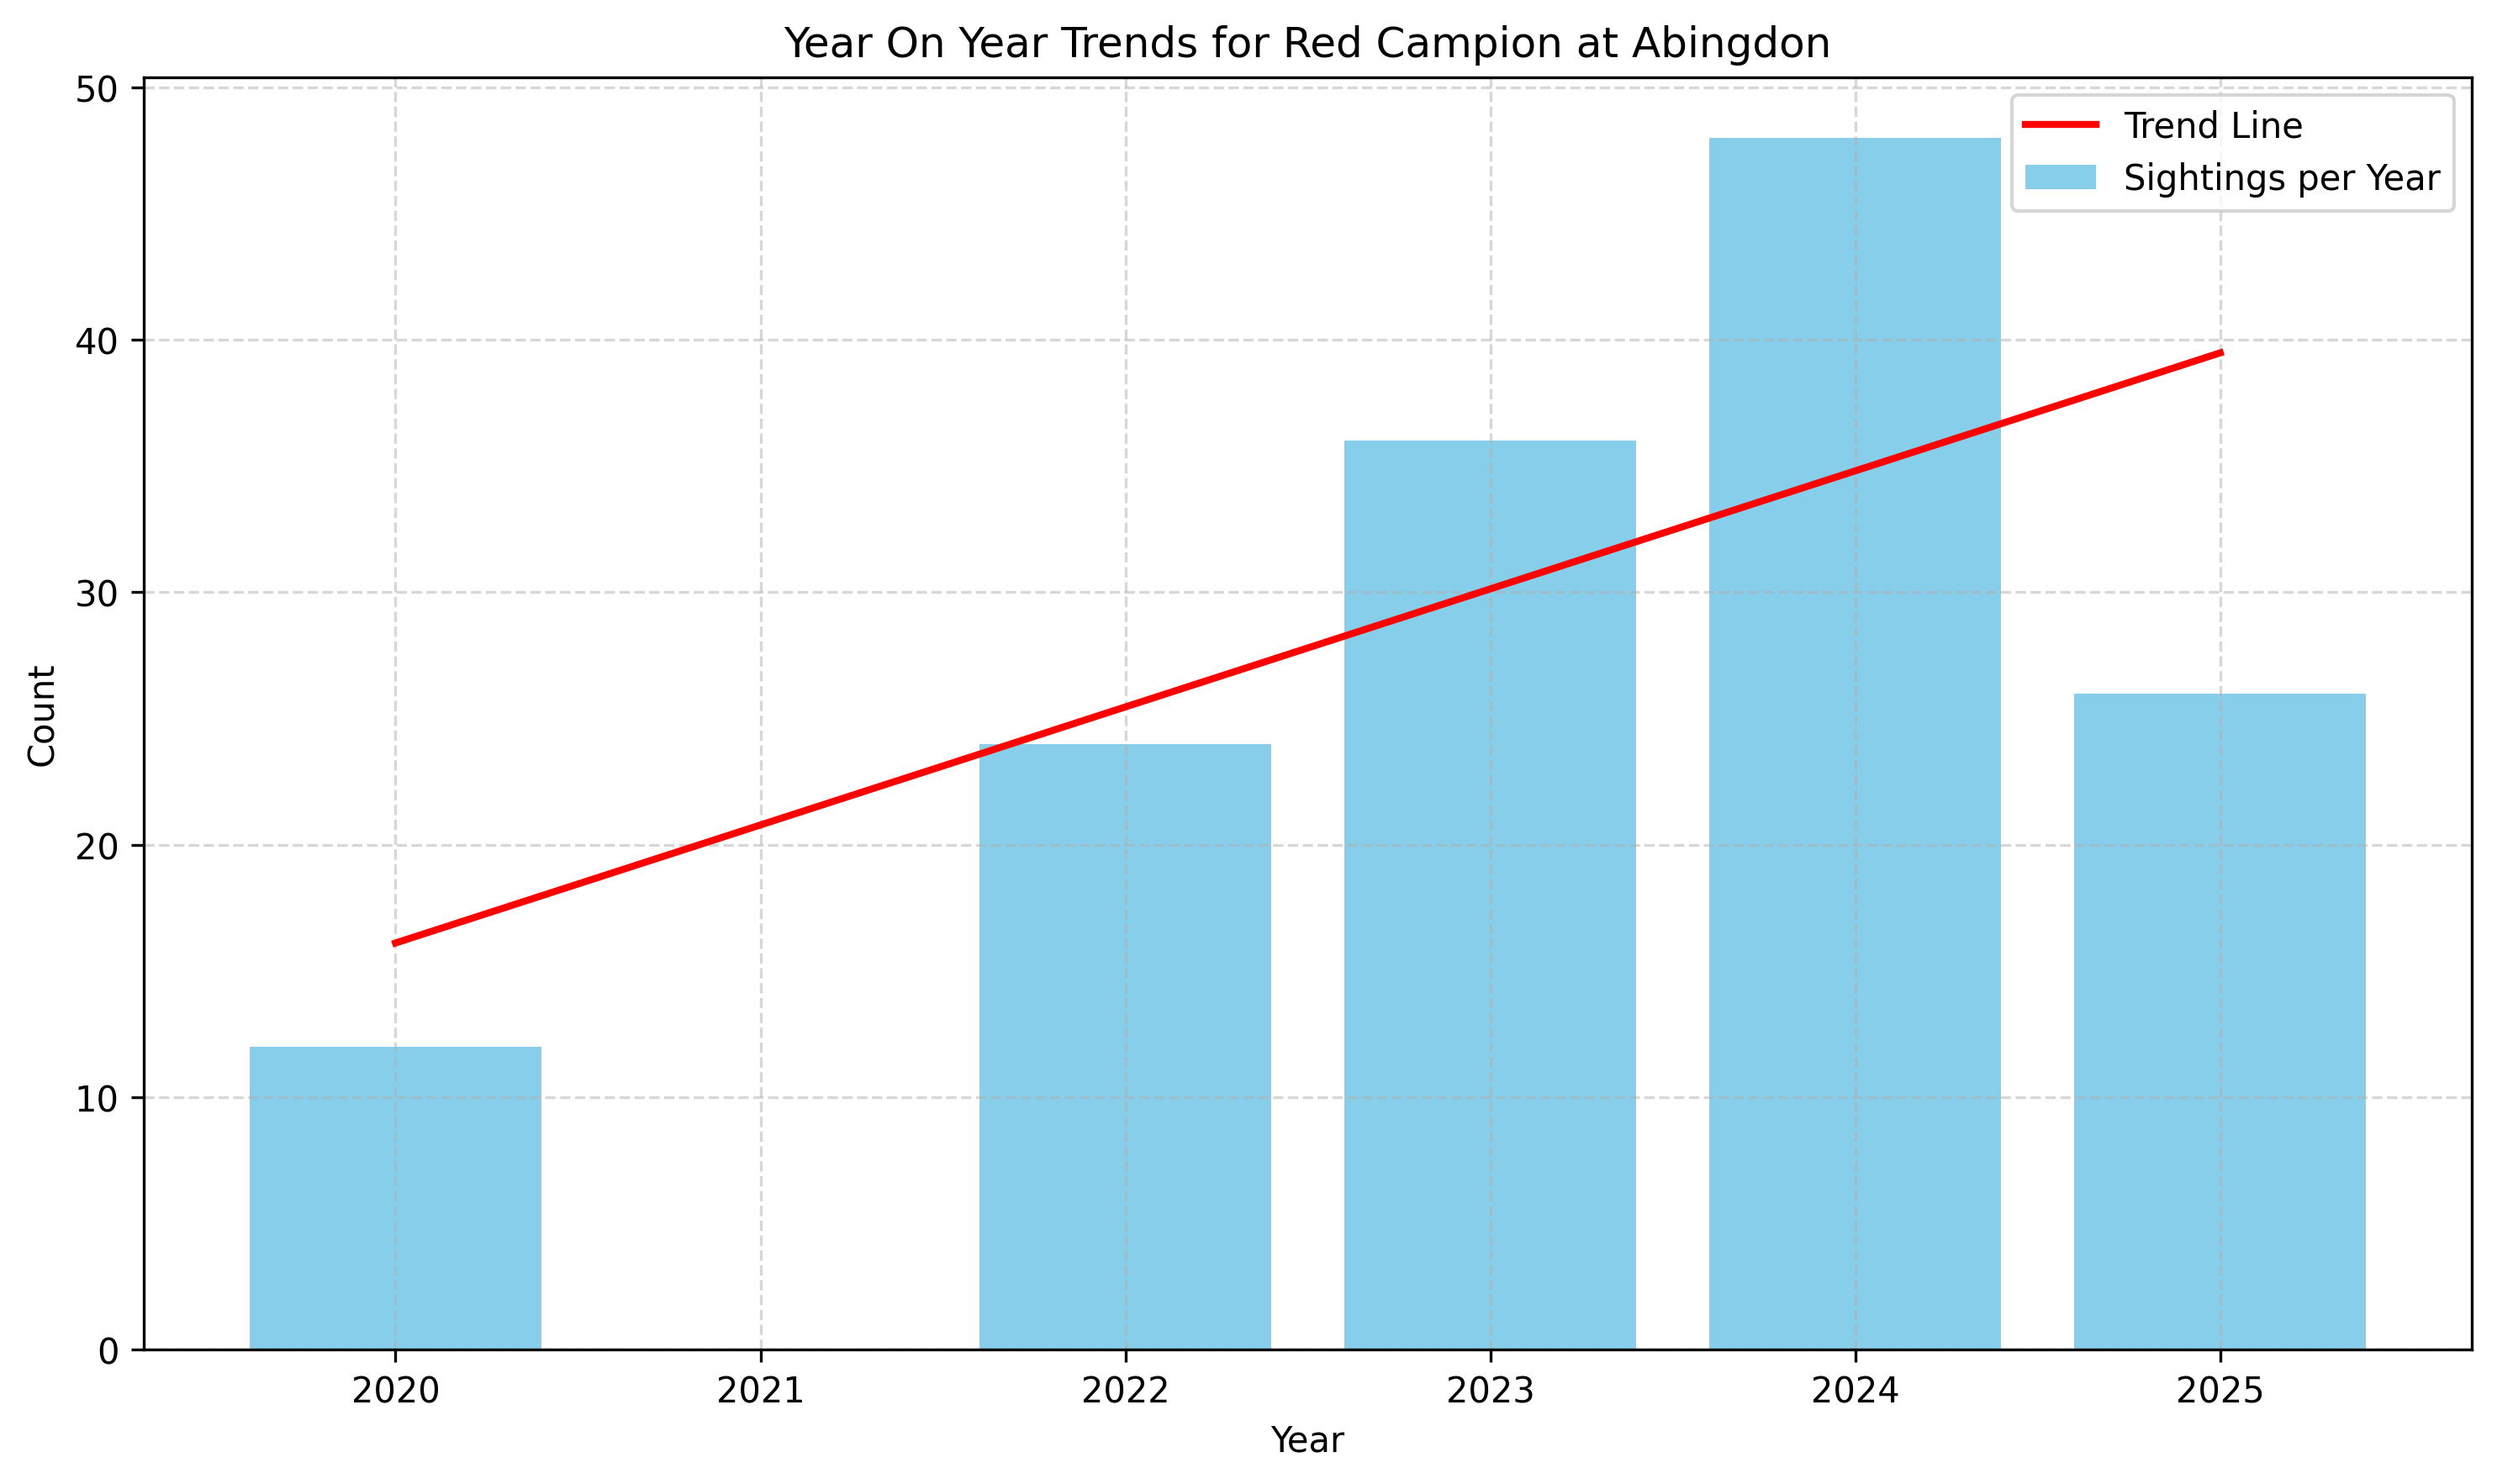 Year On Year Trends for Red Campion at Abingdon
Trend Line
Sightings per Year
Count
50
40
30
20
10
0
2020 2021 2022 2023 2024 2025
Year